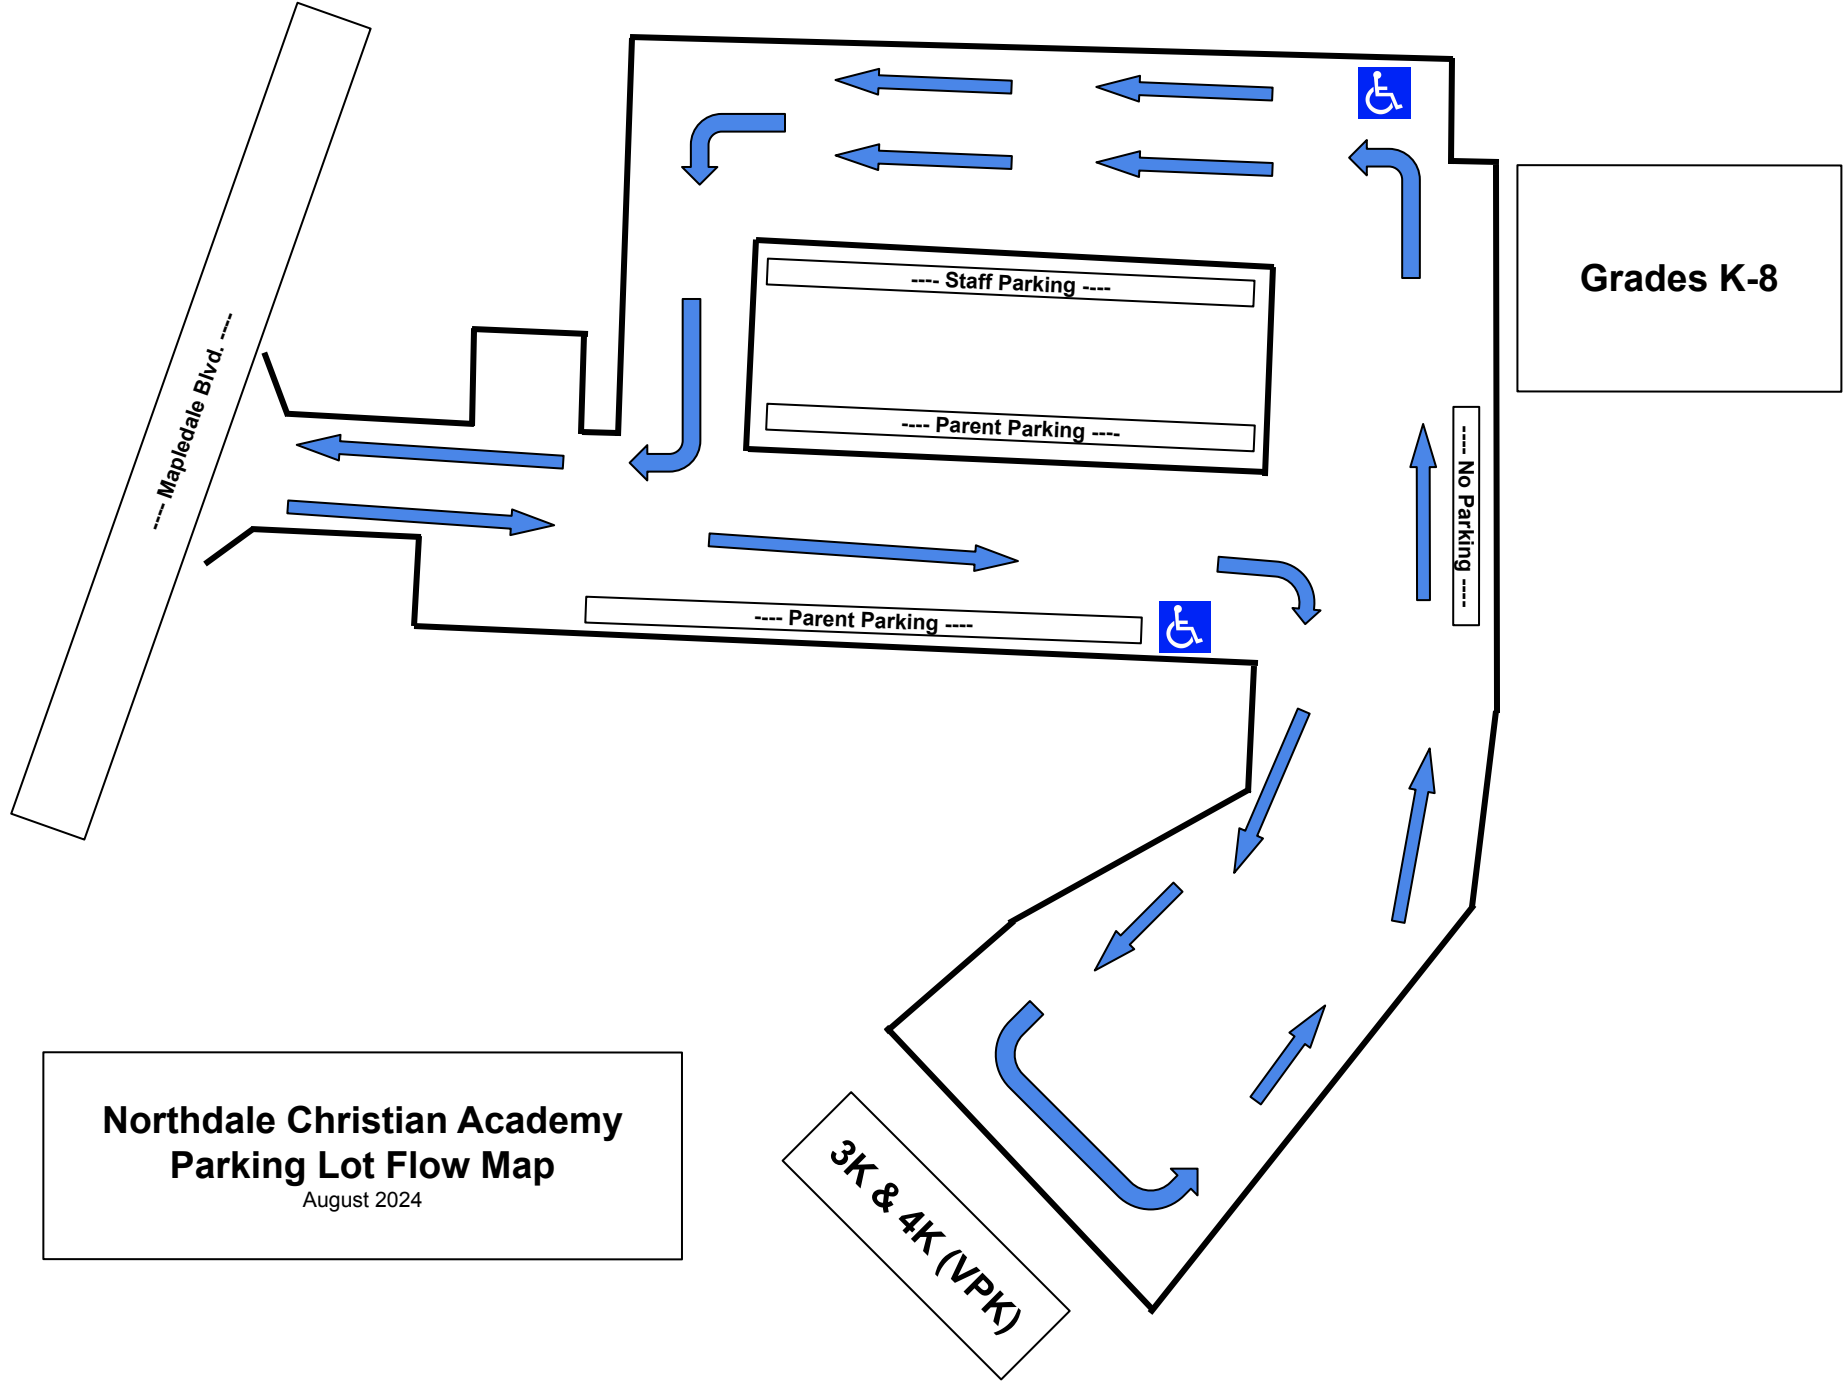 ---- Mapledale Blvd. ----
---- Staff Parking ----
---- Parent Parking ----
Grades K-8
---- No Parking ----
---- Parent Parking ----
Northdale Christian Academy
Parking Lot Flow Map
August 2024
3K & 4K (VPK)